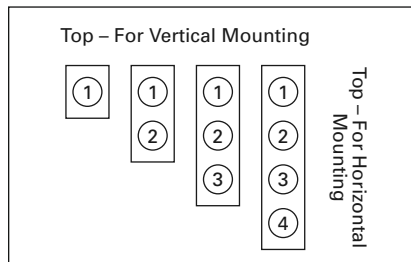 Top – For Vertical Mounting
1 1 1 1
2 2 2
3 3
4
Top – For Horizontal
Mounting